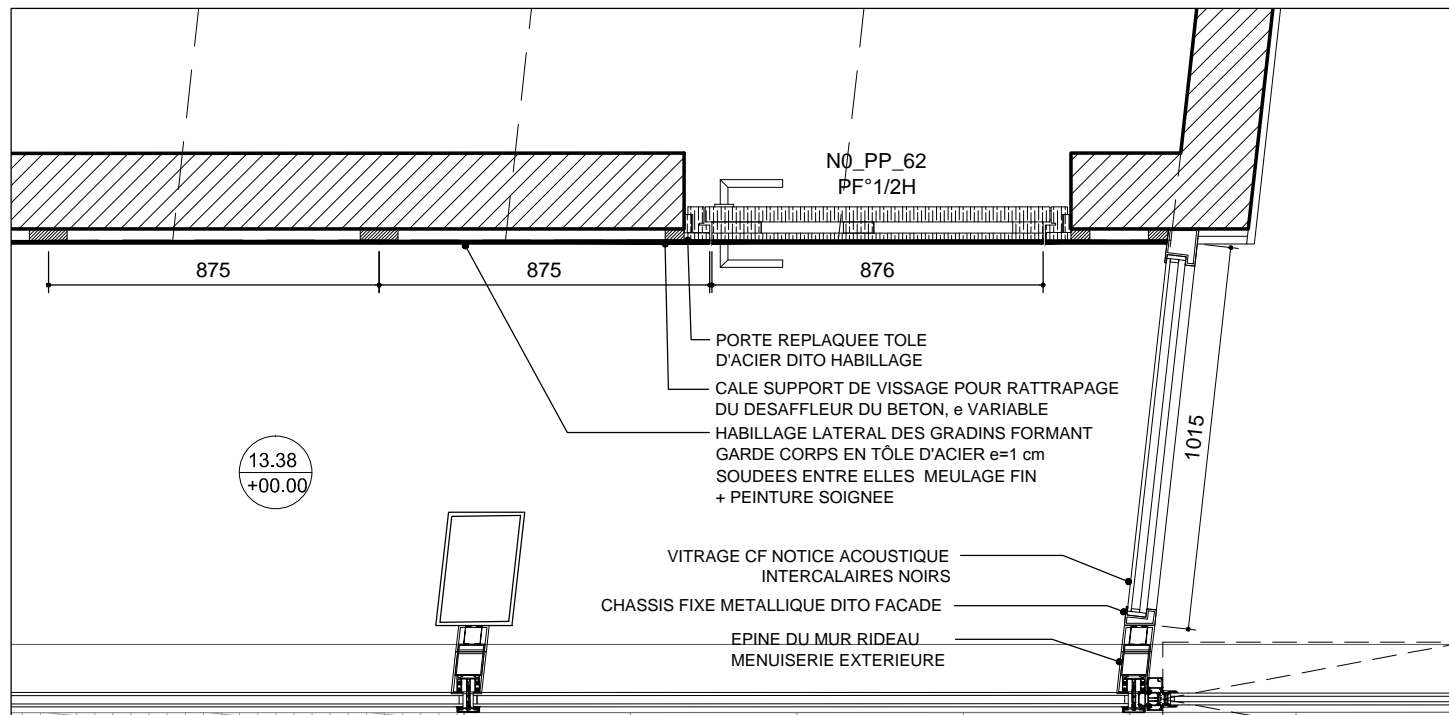 N0_PP_62
PF°1/2H
875
875
876
PORTE REPLAQUEE TOLE
D'ACIER DITO HABILLAGE
CALE SUPPORT DE VISSAGE POUR RATTRAPAGE
DU DESAFFLEUR DU BETON, e VARIABLE
HABILLAGE LATERAL DES GRADINS FORMANT
GARDE CORPS EN TÔLE D'ACIER e=1 cm
SOUDEES ENTRE ELLES  MEULAGE FIN
+ PEINTURE SOIGNEE
1015
13.38
+00.00
VITRAGE CF NOTICE ACOUSTIQUE
INTERCALAIRES NOIRS
CHASSIS FIXE METALLIQUE DITO FACADE
EPINE DU MUR RIDEAU
MENUISERIE EXTERIEURE